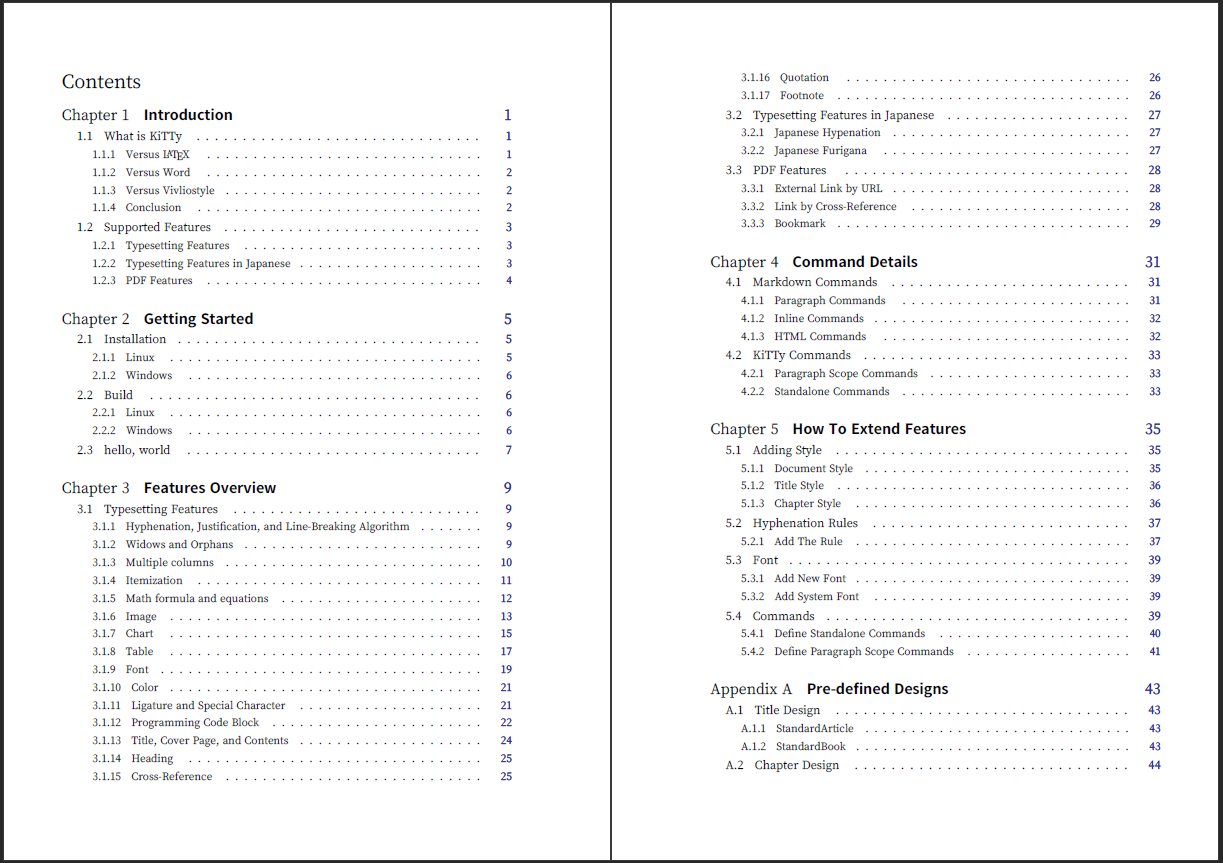 Contents
Chapter 1 Introduction 1
1.1 What is KiTTy . . . . . . . . . . . . . . . . . . . . . . . . . . . . . . 1
1.1.1 Versus LATEX . . . . . . . . . . . . . . . . . . . . . . . . . . . . . 1
1.1.2 Versus Word . . . . . . . . . . . . . . . . . . . . . . . . . . . . . 2
1.1.3 Versus Vivliostyle . . . . . . . . . . . . . . . . . . . . . . . . . . . 2
1.1.4 Conclusion . . . . . . . . . . . . . . . . . . . . . . . . . . . . . . 2
1.2 Supported Features . . . . . . . . . . . . . . . . . . . . . . . . . . . 3
1.2.1 Typesetting Features . . . . . . . . . . . . . . . . . . . . . . . . . 3
1.2.2 Typesetting Features in Japanese . . . . . . . . . . . . . . . . . . . 3
1.2.3 PDF Features . . . . . . . . . . . . . . . . . . . . . . . . . . . . . 4
Chapter 2 Getting Started 5
2.1 Installation . . . . . . . . . . . . . . . . . . . . . . . . . . . . . . . . 5
2.1.1 Linux . . . . . . . . . . . . . . . . . . . . . . . . . . . . . . . . . 5
2.1.2 Windows . . . . . . . . . . . . . . . . . . . . . . . . . . . . . . . 6
2.2 Build . . . . . . . . . . . . . . . . . . . . . . . . . . . . . . . . . . . 6
2.2.1 Linux . . . . . . . . . . . . . . . . . . . . . . . . . . . . . . . . . 6
2.2.2 Windows . . . . . . . . . . . . . . . . . . . . . . . . . . . . . . . 6
2.3 hello, world . . . . . . . . . . . . . . . . . . . . . . . . . . . . . . . 7
Chapter 3 Features Overview 9
3.1 Typesetting Features . . . . . . . . . . . . . . . . . . . . . . . . . . 9
3.1.1 Hyphenation, Justification, and Line-Breaking Algorithm . . . . . . . 9
3.1.2 Widows and Orphans . . . . . . . . . . . . . . . . . . . . . . . . . 9
3.1.3 Multiple columns . . . . . . . . . . . . . . . . . . . . . . . . . . . 10
3.1.4 Itemization . . . . . . . . . . . . . . . . . . . . . . . . . . . . . . 11
3.1.5 Math formula and equations . . . . . . . . . . . . . . . . . . . . . 12
3.1.6 Image . . . . . . . . . . . . . . . . . . . . . . . . . . . . . . . . . 13
3.1.7 Chart . . . . . . . . . . . . . . . . . . . . . . . . . . . . . . . . . 15
3.1.8 Table . . . . . . . . . . . . . . . . . . . . . . . . . . . . . . . . . 17
3.1.9 Font . . . . . . . . . . . . . . . . . . . . . . . . . . . . . . . . . . 19
3.1.10 Color . . . . . . . . . . . . . . . . . . . . . . . . . . . . . . . . . 21
3.1.11 Ligature and Special Character . . . . . . . . . . . . . . . . . . . . 21
3.1.12 Programming Code Block . . . . . . . . . . . . . . . . . . . . . . 22
3.1.13 Title, Cover Page, and Contents . . . . . . . . . . . . . . . . . . . 24
3.1.14 Heading . . . . . . . . . . . . . . . . . . . . . . . . . . . . . . . 25
3.1.15 Cross-Reference . . . . . . . . . . . . . . . . . . . . . . . . . . . 25
3.1.16 Quotation . . . . . . . . . . . . . . . . . . . . . . . . . . . . . . 26
3.1.17 Footnote . . . . . . . . . . . . . . . . . . . . . . . . . . . . . . . 26
3.2 Typesetting Features in Japanese . . . . . . . . . . . . . . . . . . . . 27
3.2.1 Japanese Hypenation . . . . . . . . . . . . . . . . . . . . . . . . . 27
3.2.2 Japanese Furigana . . . . . . . . . . . . . . . . . . . . . . . . . . 27
3.3 PDF Features . . . . . . . . . . . . . . . . . . . . . . . . . . . . . . 28
3.3.1 External Link by URL . . . . . . . . . . . . . . . . . . . . . . . . . 28
3.3.2 Link by Cross-Reference . . . . . . . . . . . . . . . . . . . . . . . 28
3.3.3 Bookmark . . . . . . . . . . . . . . . . . . . . . . . . . . . . . . . 29
Chapter 4 Command Details 31
4.1 Markdown Commands . . . . . . . . . . . . . . . . . . . . . . . . . 31
4.1.1 Paragraph Commands . . . . . . . . . . . . . . . . . . . . . . . . 31
4.1.2 Inline Commands . . . . . . . . . . . . . . . . . . . . . . . . . . . 32
4.1.3 HTML Commands . . . . . . . . . . . . . . . . . . . . . . . . . . 32
4.2 KiTTy Commands . . . . . . . . . . . . . . . . . . . . . . . . . . . . 33
4.2.1 Paragraph Scope Commands . . . . . . . . . . . . . . . . . . . . . 33
4.2.2 Standalone Commands . . . . . . . . . . . . . . . . . . . . . . . . 33
Chapter 5 How To Extend Features 35
5.1 Adding Style . . . . . . . . . . . . . . . . . . . . . . . . . . . . . . 35
5.1.1 Document Style . . . . . . . . . . . . . . . . . . . . . . . . . . . . 35
5.1.2 Title Style . . . . . . . . . . . . . . . . . . . . . . . . . . . . . . . 36
5.1.3 Chapter Style . . . . . . . . . . . . . . . . . . . . . . . . . . . . . 36
5.2 Hyphenation Rules . . . . . . . . . . . . . . . . . . . . . . . . . . . 37
5.2.1 Add The Rule . . . . . . . . . . . . . . . . . . . . . . . . . . . . . 37
5.3 Font . . . . . . . . . . . . . . . . . . . . . . . . . . . . . . . . . . . 39
5.3.1 Add New Font . . . . . . . . . . . . . . . . . . . . . . . . . . . . . 39
5.3.2 Add System Font . . . . . . . . . . . . . . . . . . . . . . . . . . . 39
5.4 Commands . . . . . . . . . . . . . . . . . . . . . . . . . . . . . . . 39
5.4.1 Define Standalone Commands . . . . . . . . . . . . . . . . . . . . 40
5.4.2 Define Paragraph Scope Commands . . . . . . . . . . . . . . . . . 41
Appendix A Pre-defined Designs 43
A.1 Title Design . . . . . . . . . . . . . . . . . . . . . . . . . . . . . . 43
A.1.1 StandardArticle . . . . . . . . . . . . . . . . . . . . . . . . . . . . 43
A.1.2 StandardBook . . . . . . . . . . . . . . . . . . . . . . . . . . . . . 43
A.2 Chapter Design . . . . . . . . . . . . . . . . . . . . . . . . . . . . . 44